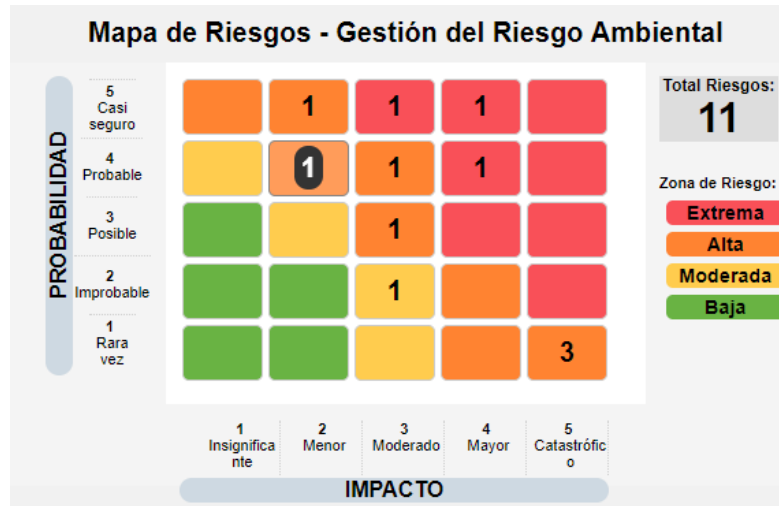 Mapa de Riesgos - Gestión del Riesgo Ambiental
PROBABILIDAD
5
Casi
seguro
1
1
1
4
Probable
1
1
1
3
Posible
1
2
Improbable
1
1
Rara
vez
3
Total Riesgos:
11
Zona de Riesgo:
Extrema
Alta
Moderada
Baja
1
Insignifica
nte
2
Menor
3
Moderado
4
Mayor
5
Catastrófic
o
IMPACTO